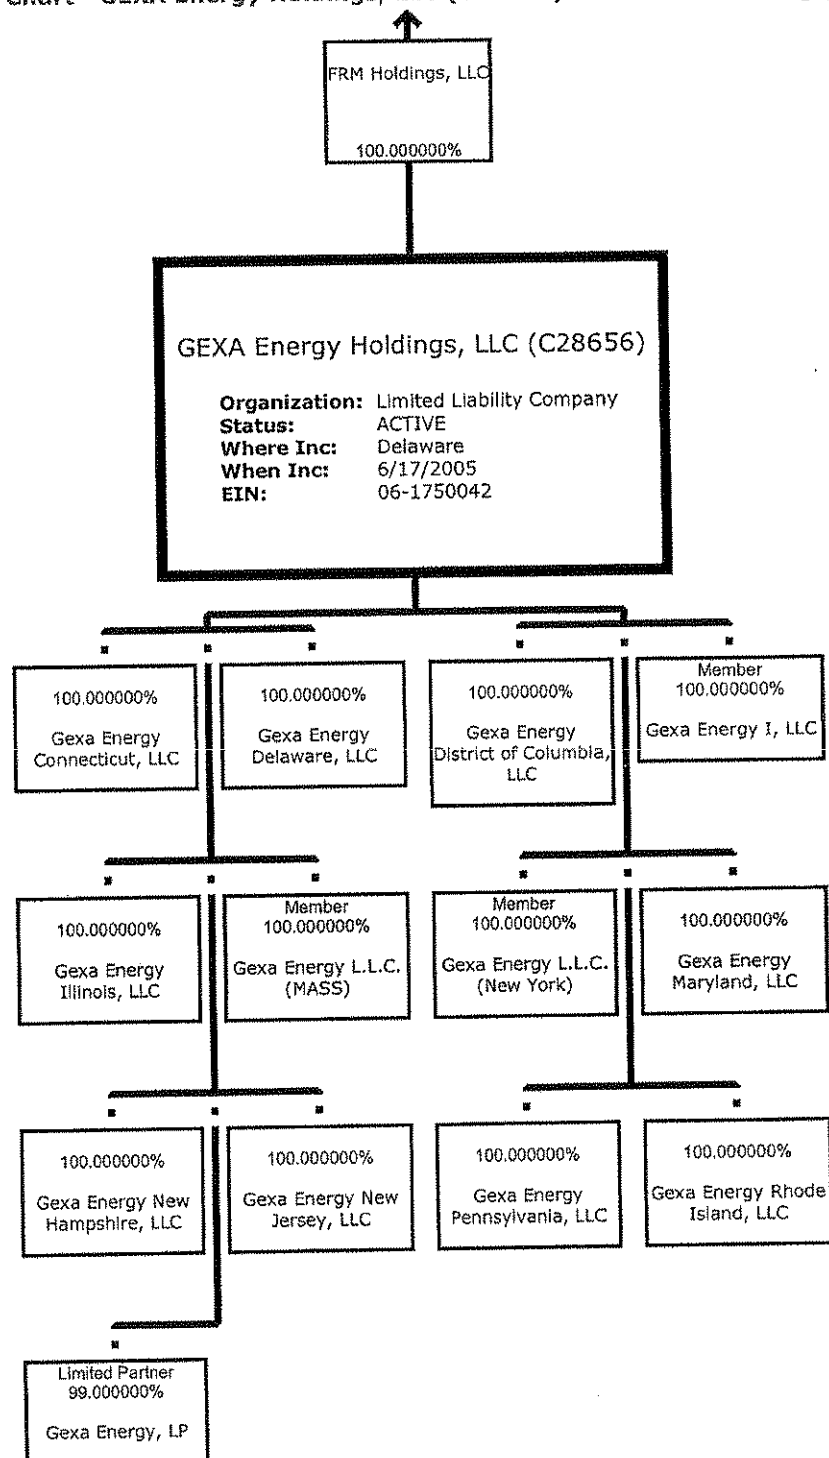 FRM Holdings, LLC
100.000000%
GEXA Energy Holdings, LLC (C28656)
Organization: Limited Liability Company
Status: ACTIVE
Where Inc: Delaware
When Inc: 6/17/2005
EIN: 06-1750042
100.000000%
Gexa Energy
Connecticut, LLC
100.000000%
Gexa Energy
Delaware, LLC
100.000000%
Gexa Energy
District of Columbia,
LLC
Member
100.000000%
Gexa Energy I, LLC
100.000000%
Gexa Energy
Illinois, LLC
Member
100.000000%
Gexa Energy L.L.C.
(MASS)
Member
100.000000%
Gexa Energy L.L.C.
(New York)
100.000000%
Gexa Energy
Maryland, LLC
100.000000%
Gexa Energy New
Hampshire, LLC
100.000000%
Gexa Energy New
Jersey, LLC
100.000000%
Gexa Energy
Pennsylvania, LLC
100.000000%
Gexa Energy Rhode
Island, LLC
Limited Partner
99.000000%
Gexa Energy, LP